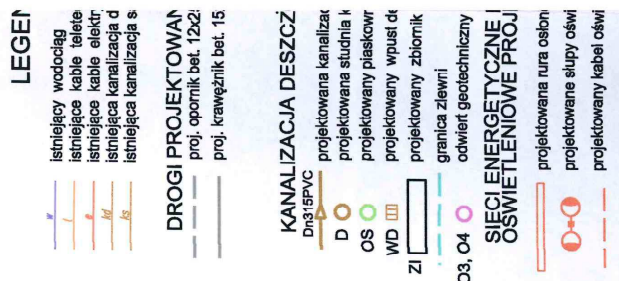 LEGEN
w istniejący wodociąg
t istniejące kable telete
e istniejące kable elektr
kd istniejąca kanalizacja d
ks istniejąca kanalizacja s
DROGI PROJEKTOWAN
proj. opornik bet. 12x25
proj. krawężnik bet. 15
KANALIZACJA DESZCZ
Dn315PVC projektowana kanalizac
D projektowana studnia k
OS projektowany piaskowr
WD projektowany wpust de
ZI projektowany zbiornik
granica zlewni
O3, O4 odwiert geotechniczny
SIECI ENERGETYCZNE I
OŚWIETLENIOWE PROJ
projektowana rura osłon
projektowane słupy oświ
projektowany kabel oświ